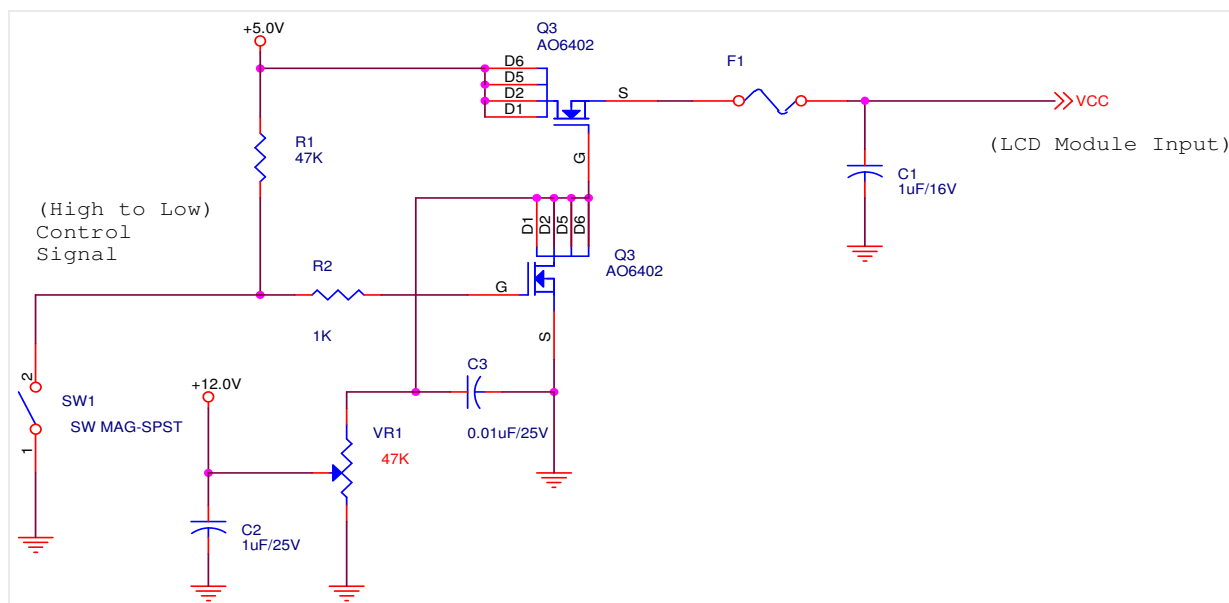 +5.0V
Q3
AO6402
D6
D5
D2
D1
S
G
F1
VCC
(LCD Module Input)
R1
47K
C1
1uF/16V
(High to Low)
Control
Signal
D1
D2
D5
D6
Q3
AO6402
R2
1K
G
S
C3
0.01uF/25V
2
SW1
SW MAG-SPST
1
+12.0V
VR1
47K
C2
1uF/25V